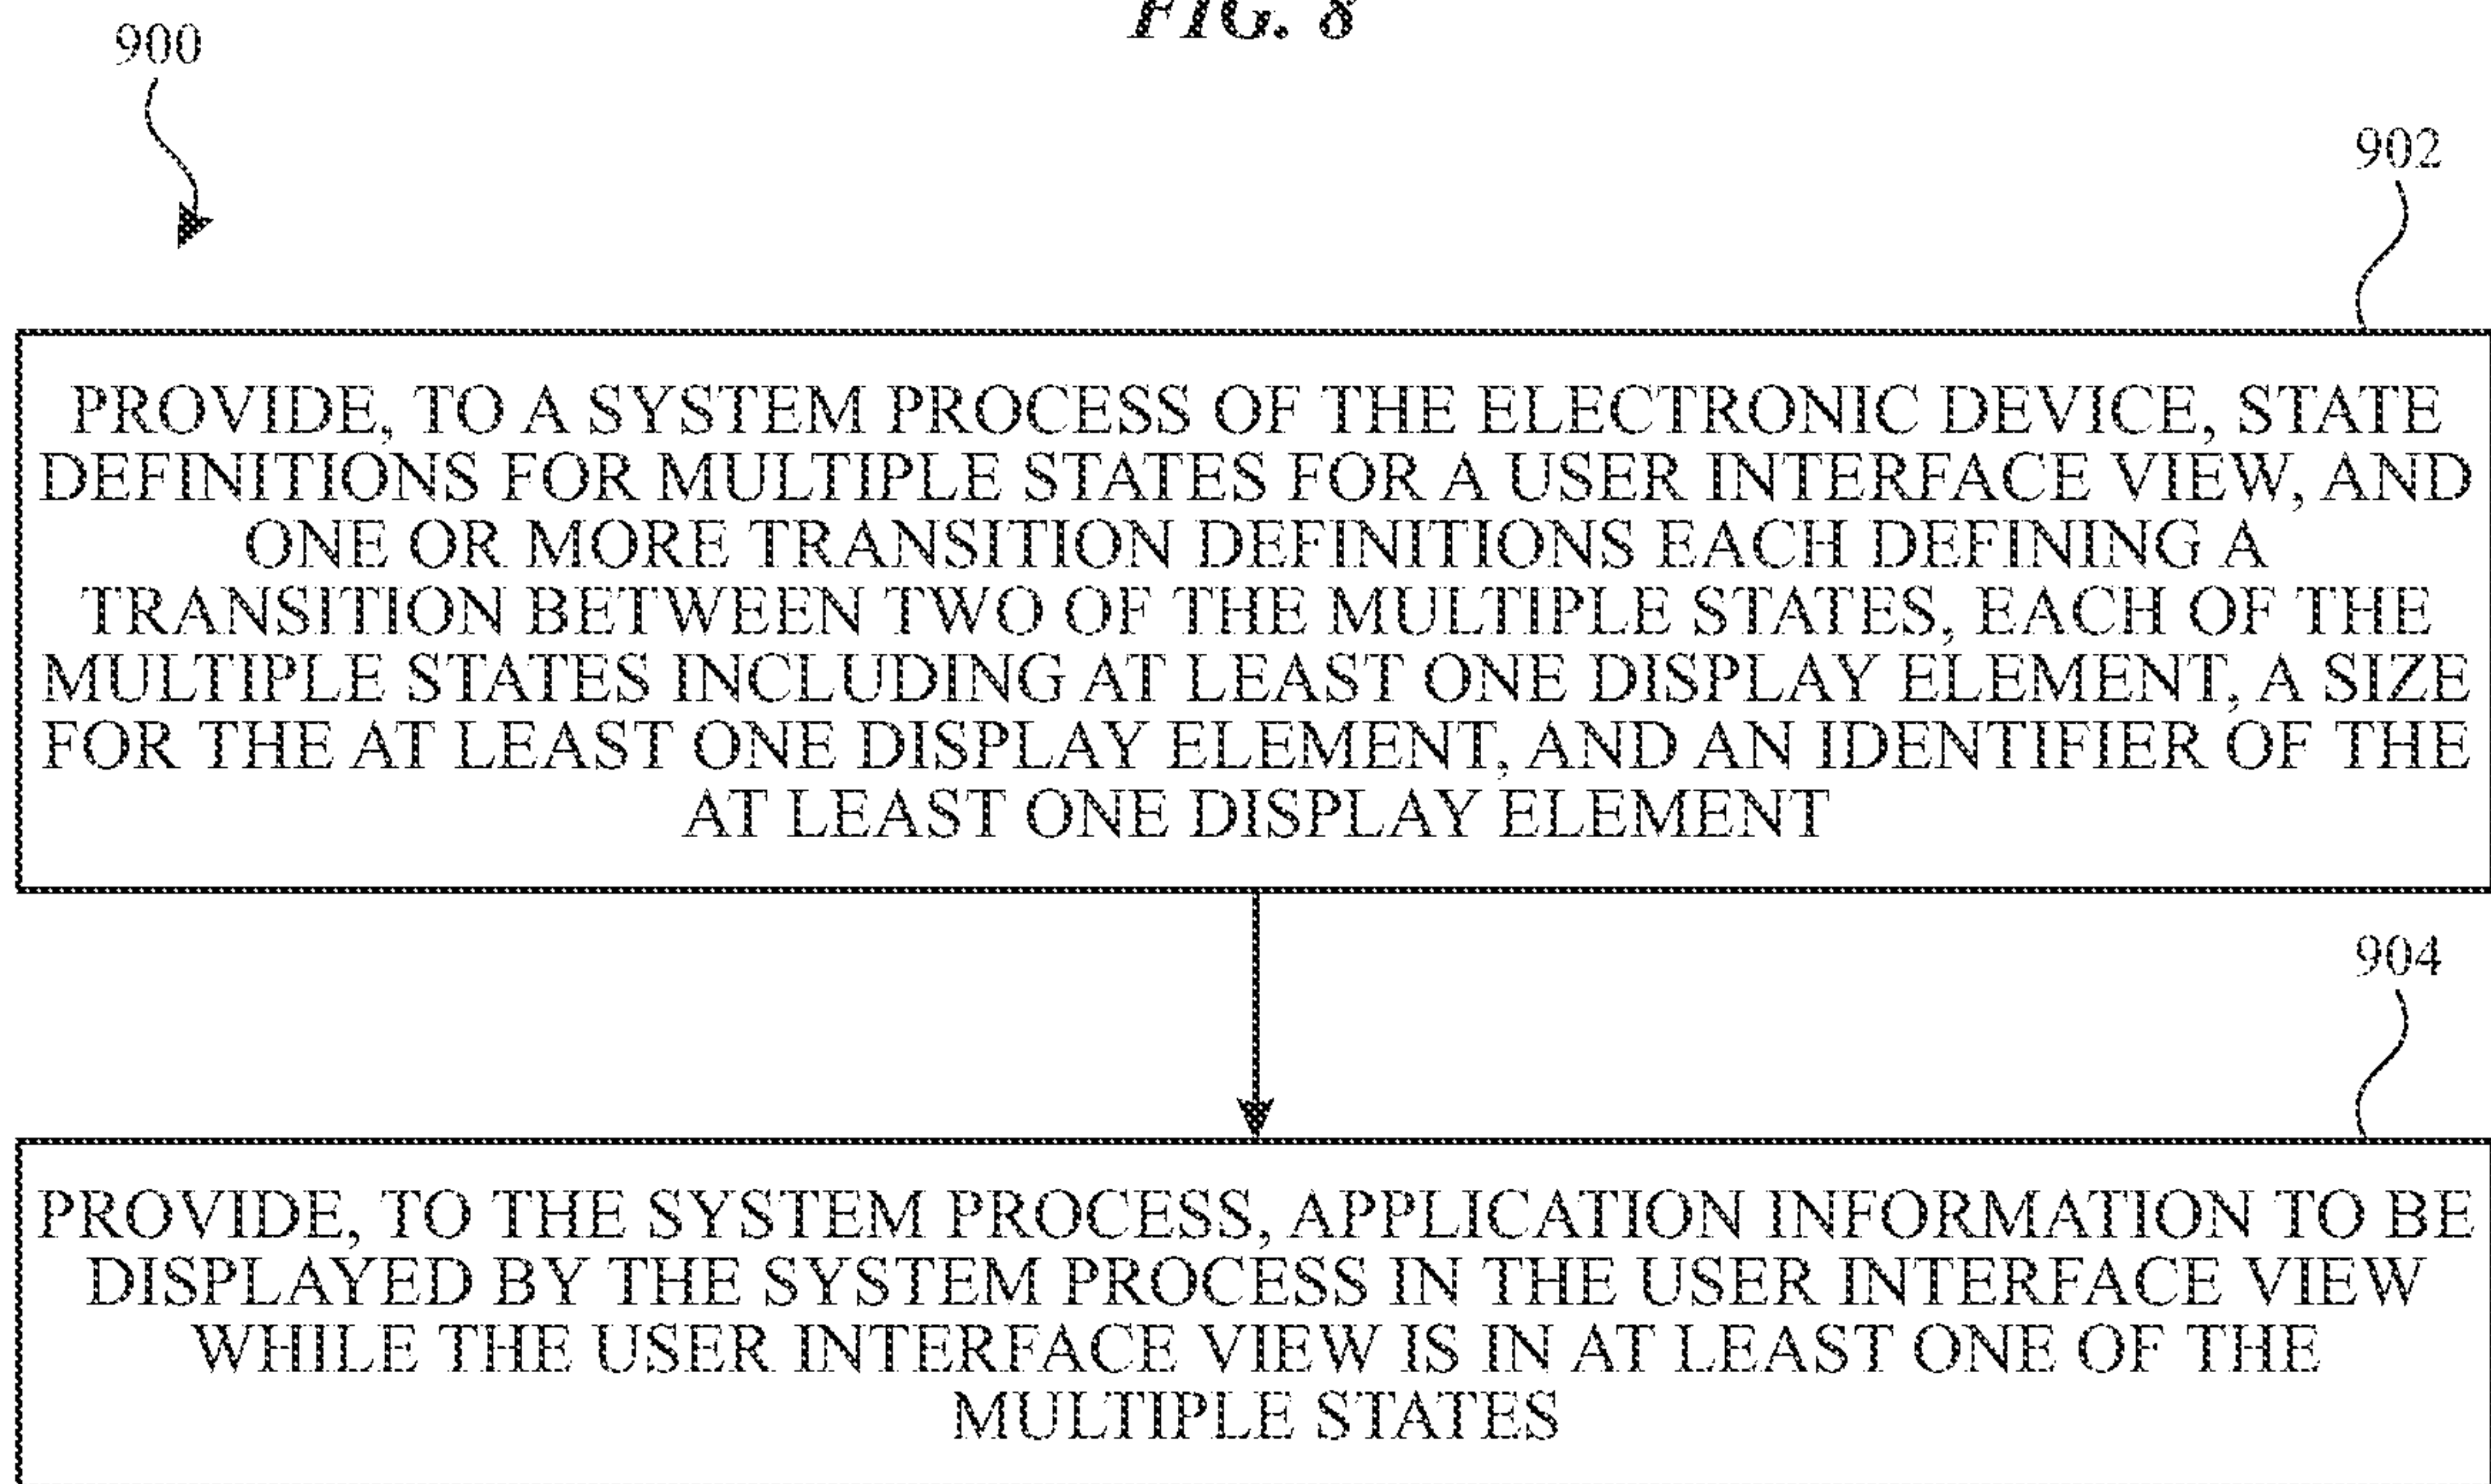 FIG. 8
900
902
PROVIDE, TO A SYSTEM PROCESS OF THE ELECTRONIC DEVICE, STATE
DEFINITIONS FOR MULTIPLE STATES FOR A USER INTERFACE VIEW, AND
ONE OR MORE TRANSITION DEFINITIONS EACH DEFINING A
TRANSITION BETWEEN TWO OF THE MULTIPLE STATES, EACH OF THE
MULTIPLE STATES INCLUDING AT LEAST ONE DISPLAY ELEMENT, A SIZE
FOR THE AT LEAST ONE DISPLAY ELEMENT, AND AN IDENTIFIER OF THE
AT LEAST ONE DISPLAY ELEMENT
904
PROVIDE, TO THE SYSTEM PROCESS, APPLICATION INFORMATION TO BE
DISPLAYED BY THE SYSTEM PROCESS IN THE USER INTERFACE VIEW
WHILE THE USER INTERFACE VIEW IS IN AT LEAST ONE OF THE
MULTIPLE STATES